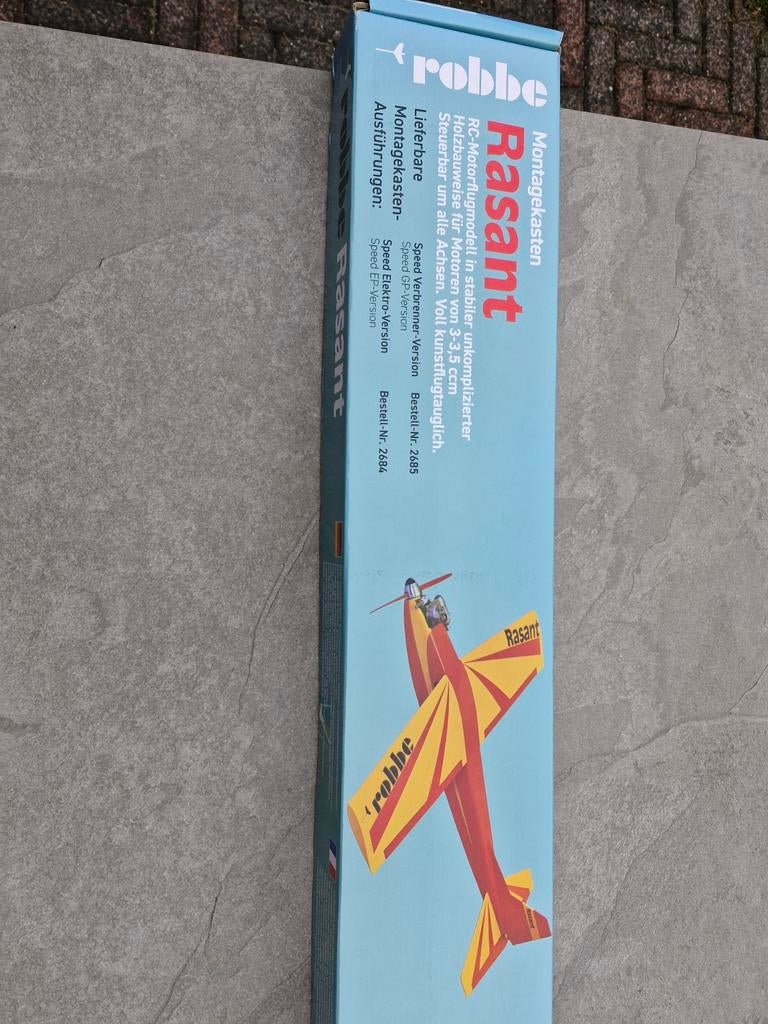 robbe
Montagekasten
Rasant
RC-Motorflugmodell in stabiler unkomplizierter
Holzbauweise für Motoren von 3-3,5 ccm
Steuerbar um alle Achsen. Voll kunstflugtauglich.
Lieferbare
Montagekasten-
Ausführungen:
Speed Verbrenner-Version Bestell-Nr. 2685
Speed GP-Version
Speed Elektro-Version Bestell-Nr. 2684
Speed EP-Version
Rasant
robbe
robbe Rasant